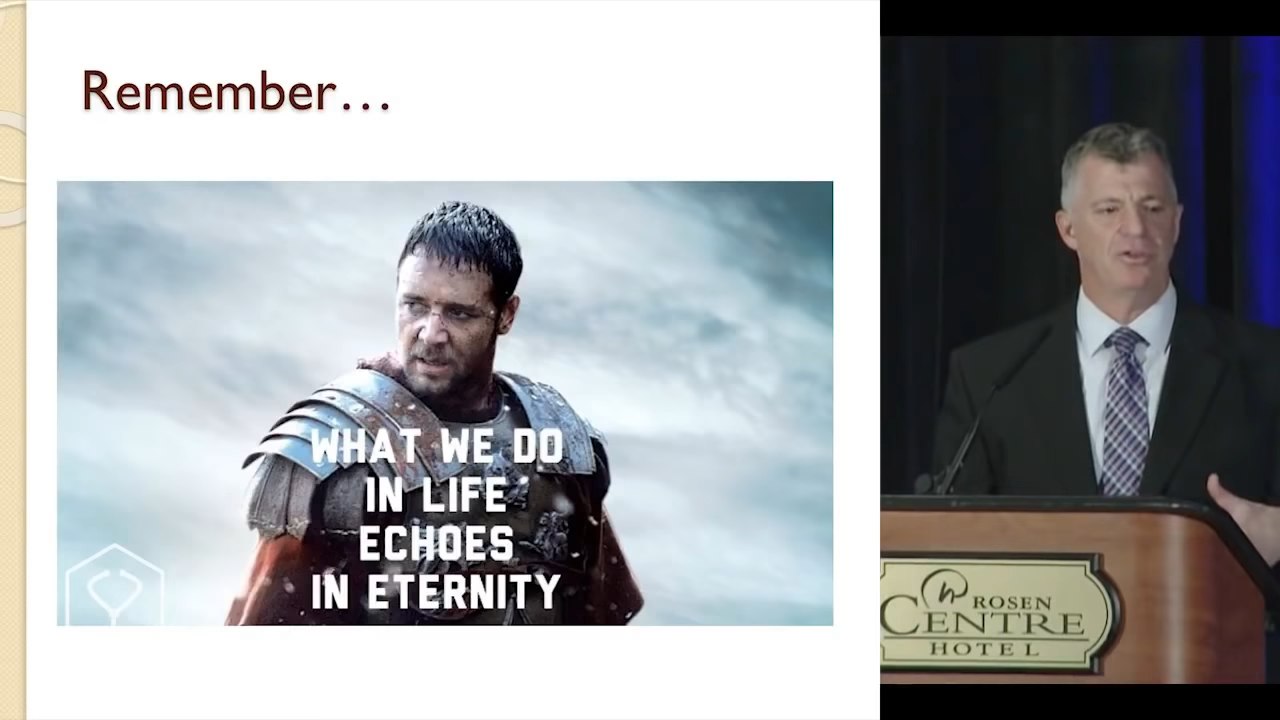 Remember…
WHAT WE DO
IN LIFE
ECHOES
IN ETERNITY
ROSEN
CENTRE
HOTEL